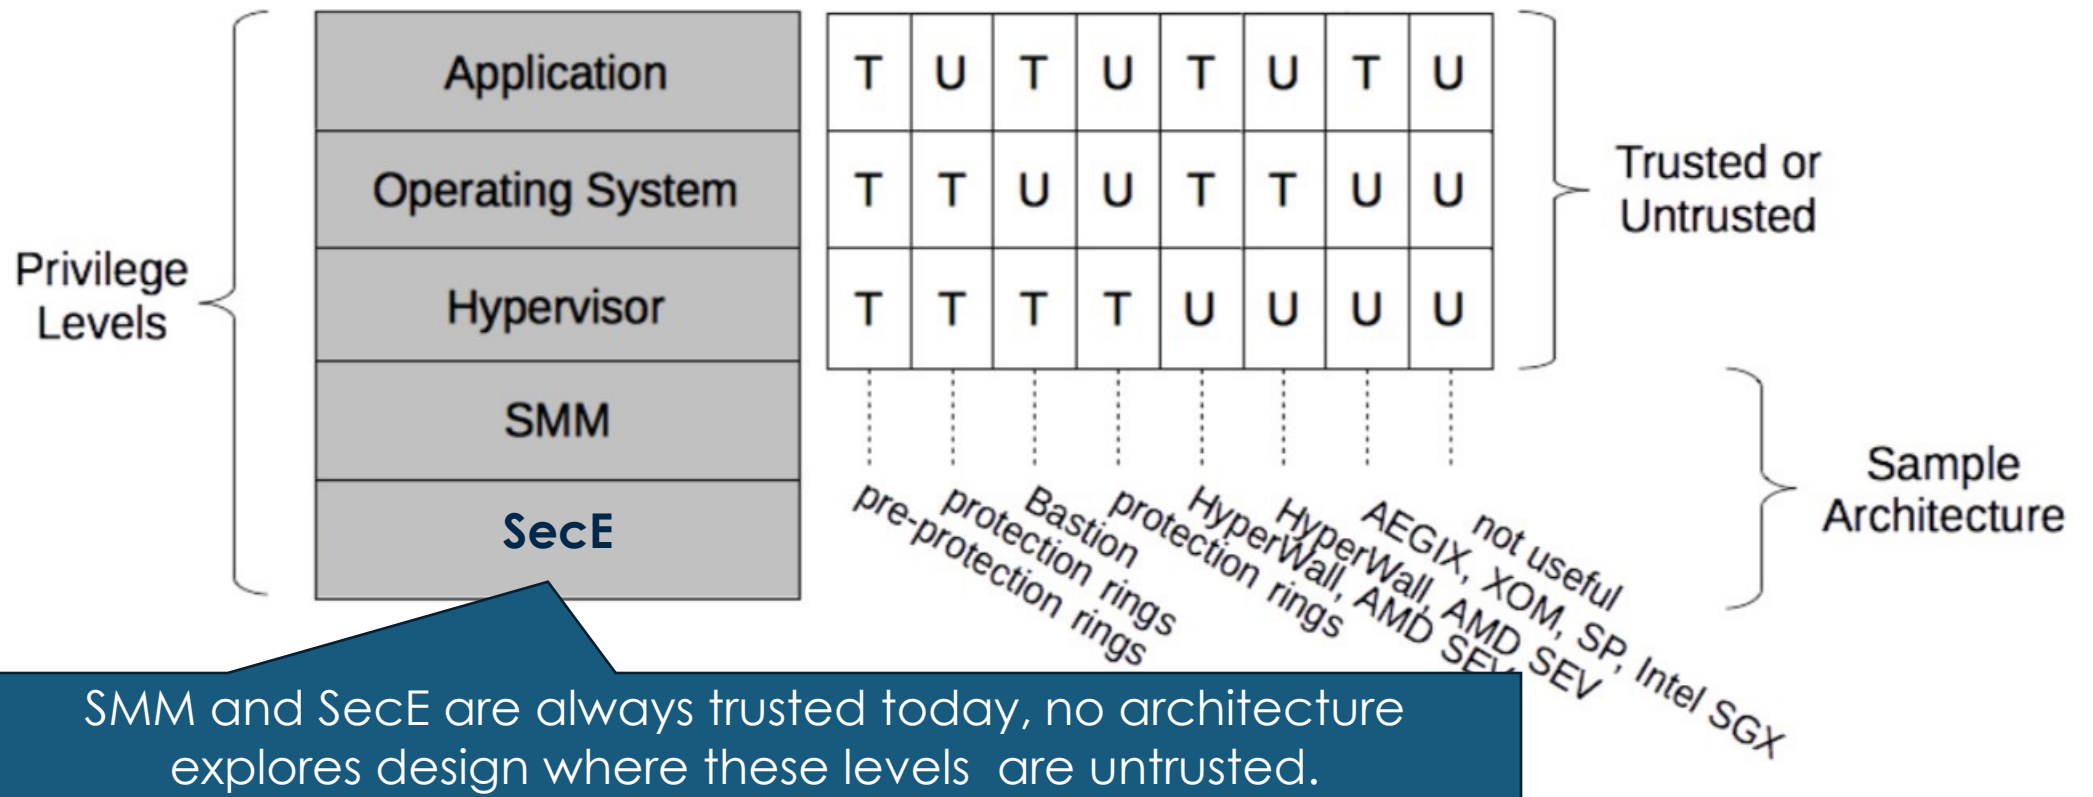 Application
T U T U T U T U
Operating System
T T U U T T U U
Trusted or
Untrusted
Privilege
Levels
Hypervisor
T T T T U U U U
SMM
Sample
Architecture
SecE
pre-protection rings
protection rings
Bastion
protection rings
HyperWall, AMD SEV
HyperWall, AMD SEV
AEGIX, XOM, SP, Intel SGX
not useful
SMM and SecE are always trusted today, no architecture
explores design where these levels are untrusted.